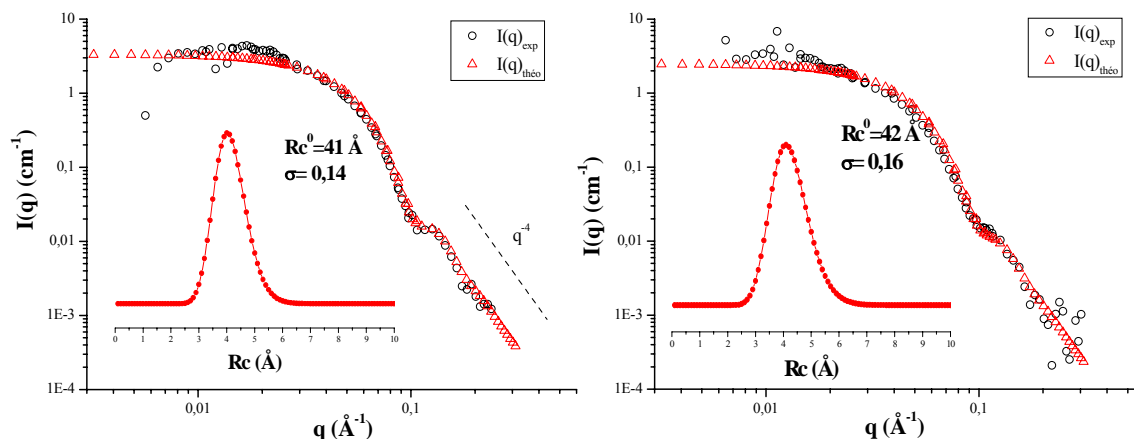 10
1
0,1
0,01
1E-3
1E-4
I(q) (cm⁻¹)
I(q)exp
I(q)théo
Rc⁰=41 Å
σ= 0,14
q⁻⁴
0 1 2 3 4 5 6 7 8 9 10
Rc (Å)
0,01 0,1
q (Å⁻¹)
10
1
0,1
0,01
1E-3
1E-4
I(q) (cm⁻¹)
I(q)exp
I(q)théo
Rc⁰=42 Å
σ= 0,16
0 1 2 3 4 5 6 7 8 9 10
Rc (Å)
0,01 0,1
q (Å⁻¹)